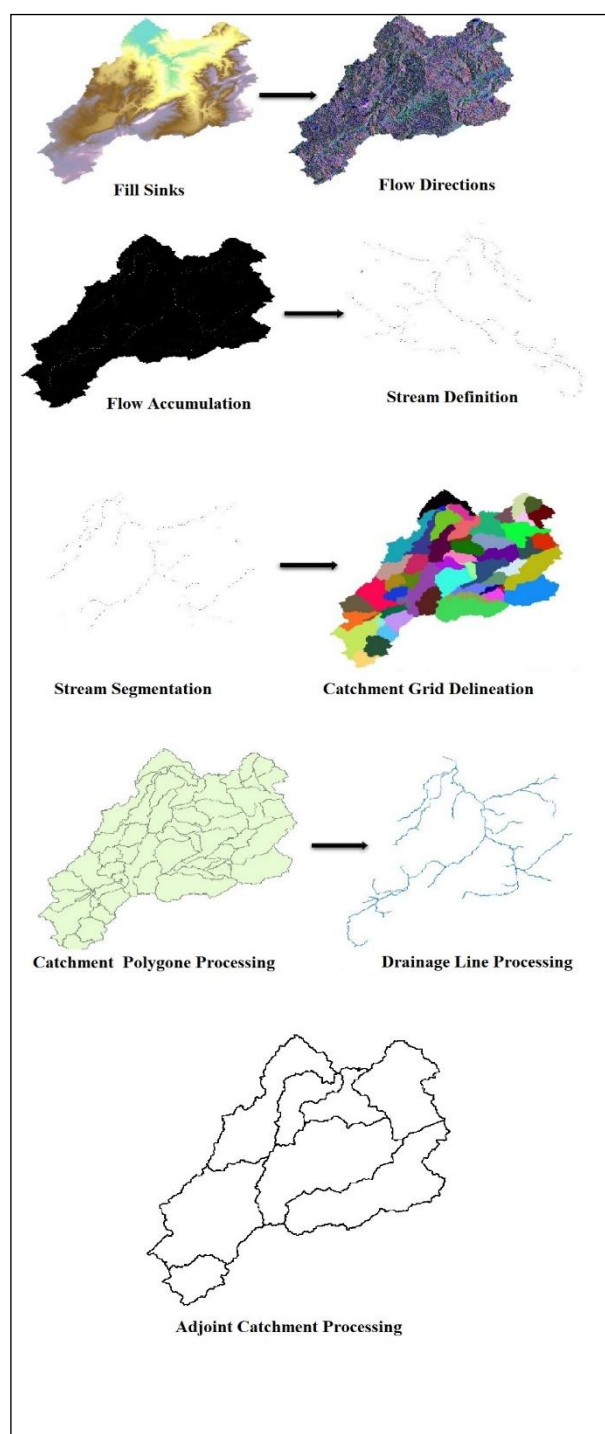 Fill Sinks
Flow Directions
Flow Accumulation
Stream Definition
Stream Segmentation
Catchment Grid Delineation
Catchment Polygone Processing
Drainage Line Processing
Adjoint Catchment Processing